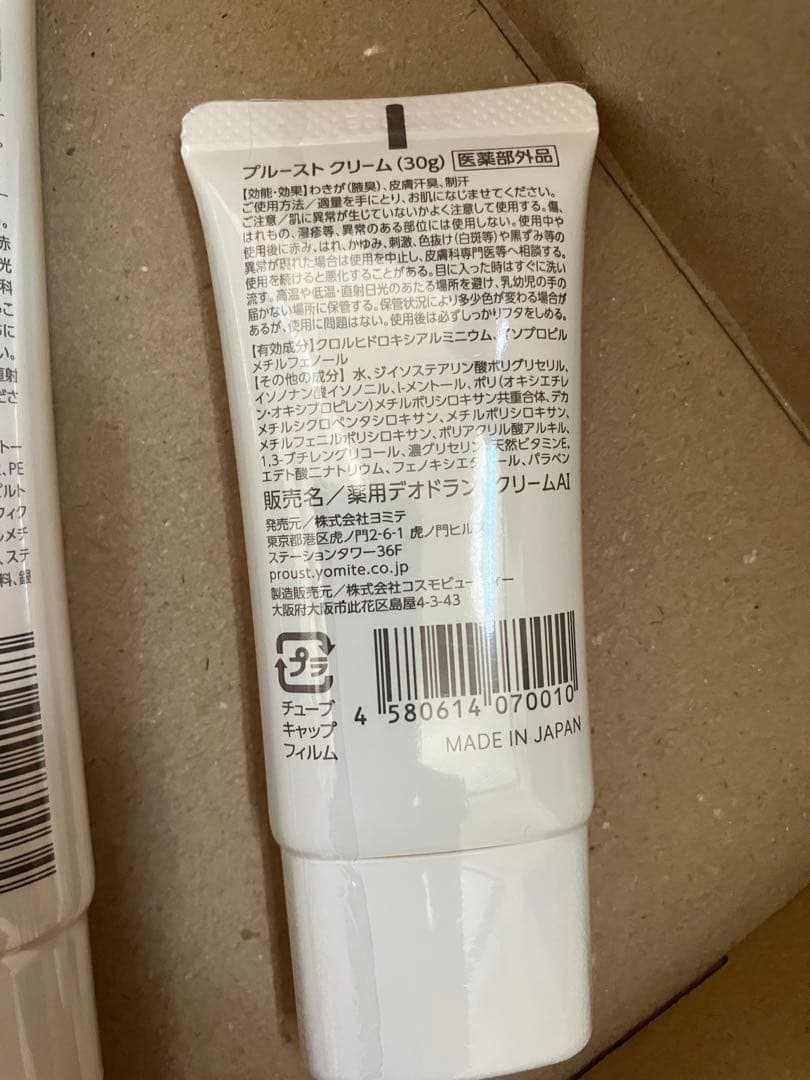 プルースト クリーム(30g) 医薬部外品
【効能・効果】わきが(腋臭)、皮膚汗臭、制汗
ご使用方法/適量を手にとり、お肌になじませてください。
ご注意/肌に異常が生じていないかよく注意して使用する。傷、
はれもの、湿疹等、異常のある部位には使用しない。使用中や
使用後に赤み、はれ、かゆみ、刺激、色抜け(白斑等)や黒ずみ等の
異常が現れた場合は使用を中止し、皮膚科専門医等へ相談する。
使用を続けると悪化することがある。目に入った時はすぐに洗い
流す。高温や低温・直射日光のあたる場所を避け、乳幼児の手の
届かない場所に保管する。保管状況により多少色が変わる場合が
あるが、使用に問題はない。使用後は必ずしっかりフタをしめる。
【有効成分】クロルヒドロキシアルミニウム、イソプロピル
メチルフェノール
【その他の成分】水、ジイソステアリン酸ポリグリセリル、
イソノナン酸イソノニル、l-メントール、ポリ(オキシエチレ
ン・オキシプロピレン)メチルポリシロキサン共重合体、デカ
メチルシクロペンタシロキサン、メチルポリシロキサン、
メチルフェニルポリシロキサン、ポリアクリル酸アルキル、
1,3-ブチレングリコール、濃グリセリン、天然ビタミンE、
エデト酸二ナトリウム、フェノキシエタノール、パラベン
販売名/薬用デオドラントクリームAI
発売元/株式会社ヨミテ
東京都港区虎ノ門2-6-1 虎ノ門ヒルズ
ステーションタワー36F
proust.yomite.co.jp
製造販売元/株式会社コスモビューティー
大阪府大阪市此花区島屋4-3-43
プラ
チューブ
キャップ
フィルム
4 580614 070010
MADE IN JAPAN